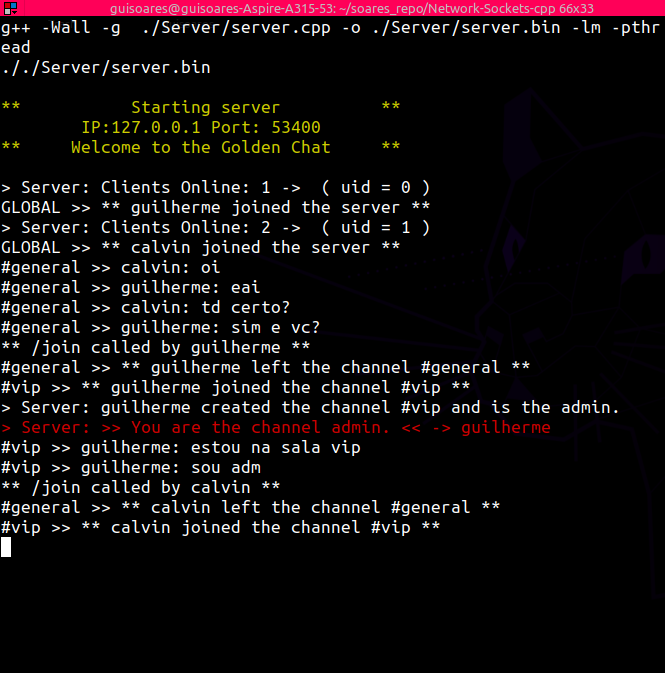 guisoares@guisoares-Aspire-A315-53: ~/soares_repo/Network-Sockets-cpp 66x33
g++ -Wall -g  ./Server/server.cpp -o ./Server/server.bin -lm -pthr
ead
././Server/server.bin
**           Starting server          **
        IP:127.0.0.1 Port: 53400
**     Welcome to the Golden Chat     **
> Server: Clients Online: 1 ->  ( uid = 0 )
GLOBAL >> ** guilherme joined the server **
> Server: Clients Online: 2 ->  ( uid = 1 )
GLOBAL >> ** calvin joined the server **
#general >> calvin: oi
#general >> guilherme: eai
#general >> calvin: td certo?
#general >> guilherme: sim e vc?
** /join called by guilherme **
#general >> ** guilherme left the channel #general **
#vip >> ** guilherme joined the channel #vip **
> Server: guilherme created the channel #vip and is the admin.
> Server: >> You are the channel admin. << -> guilherme
#vip >> guilherme: estou na sala vip
#vip >> guilherme: sou adm
** /join called by calvin **
#general >> ** calvin left the channel #general **
#vip >> ** calvin joined the channel #vip **